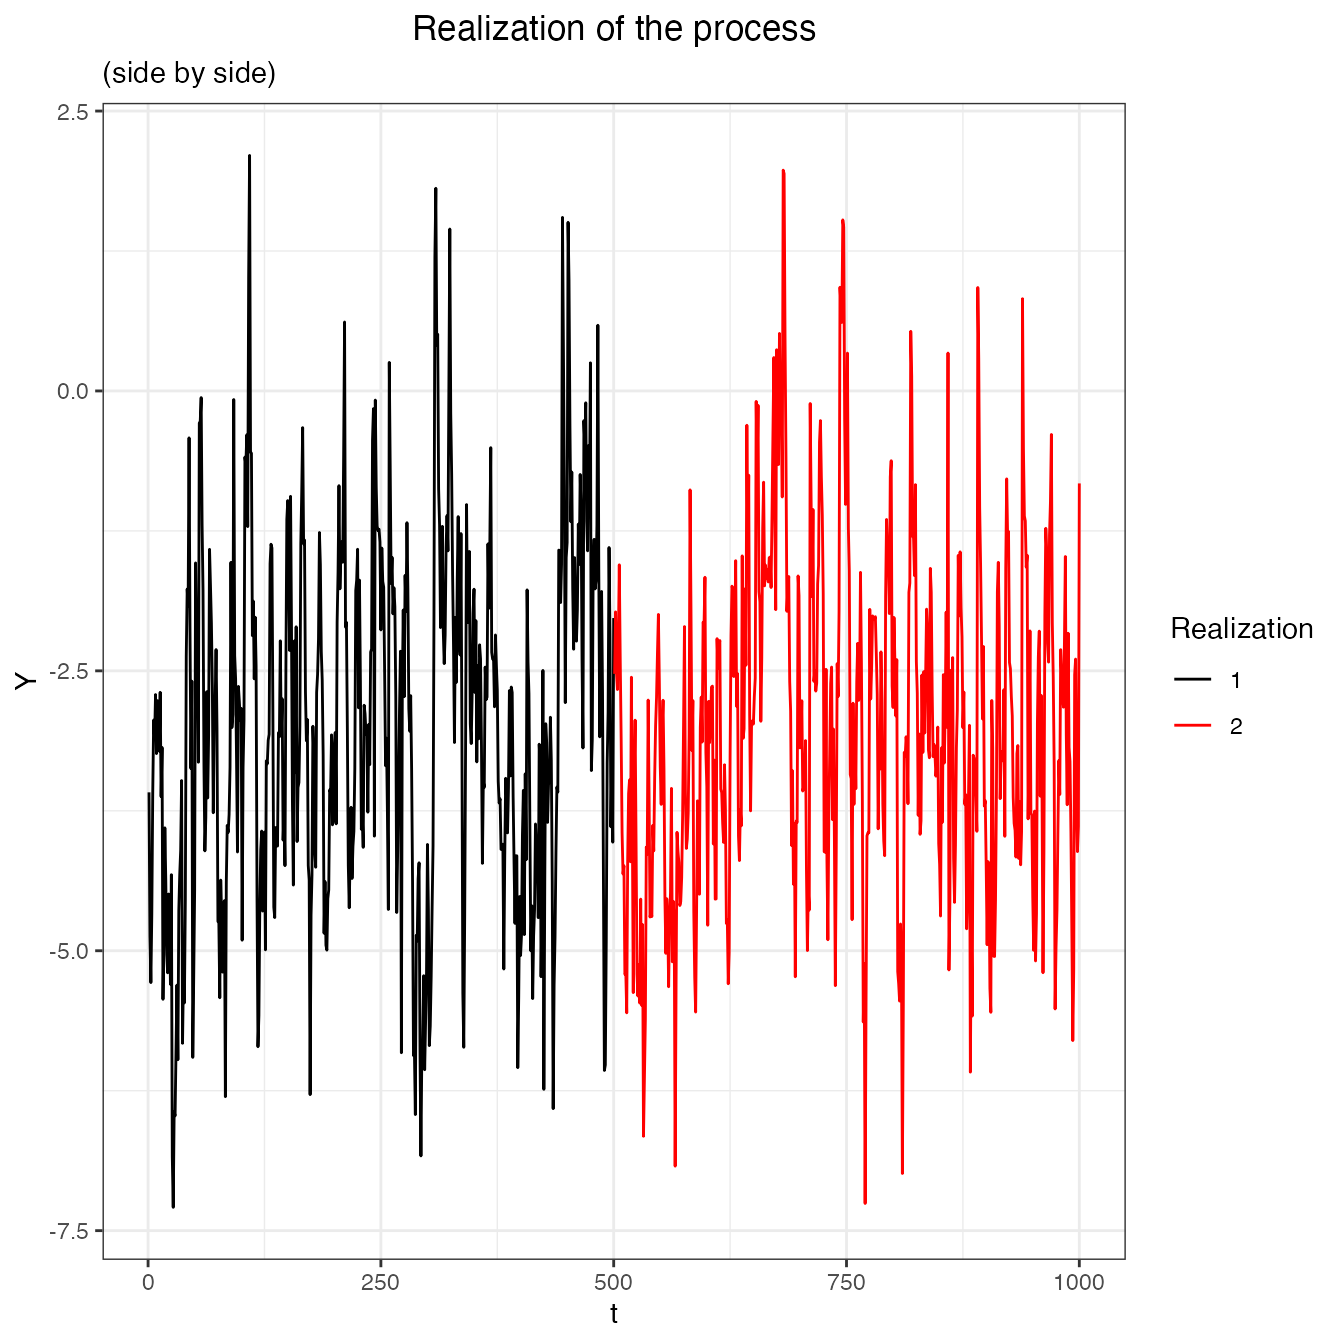 Realization of the process
(side by side)
2.5
0.0
-2.5
-5.0
-7.5
Y
0 250 500 750 1000
t
Realization
1
2